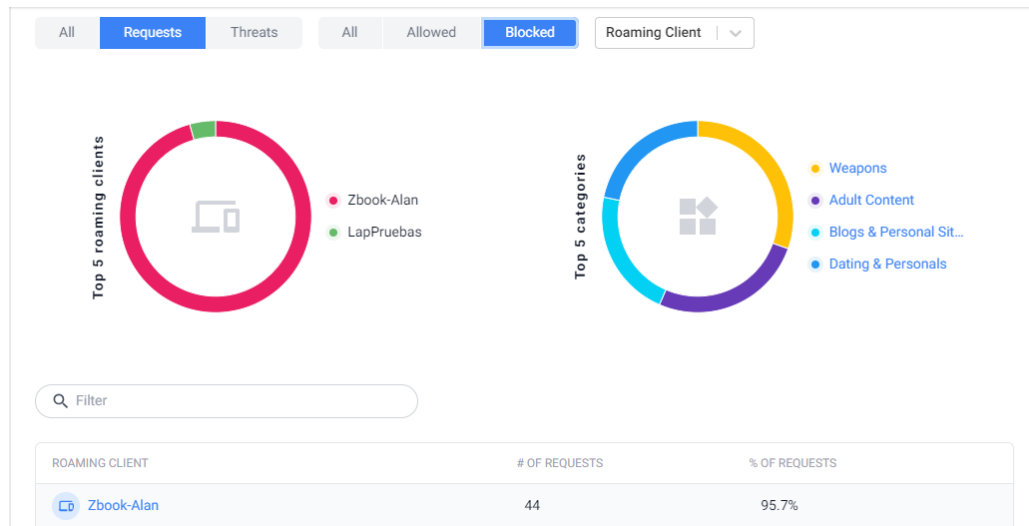 All Requests Threats All Allowed Blocked Roaming Client
Top 5 roaming clients
Zbook-Alan
LapPruebas
Top 5 categories
Weapons
Adult Content
Blogs & Personal Sit...
Dating & Personals
Filter
ROAMING CLIENT # OF REQUESTS % OF REQUESTS
Zbook-Alan 44 95.7%